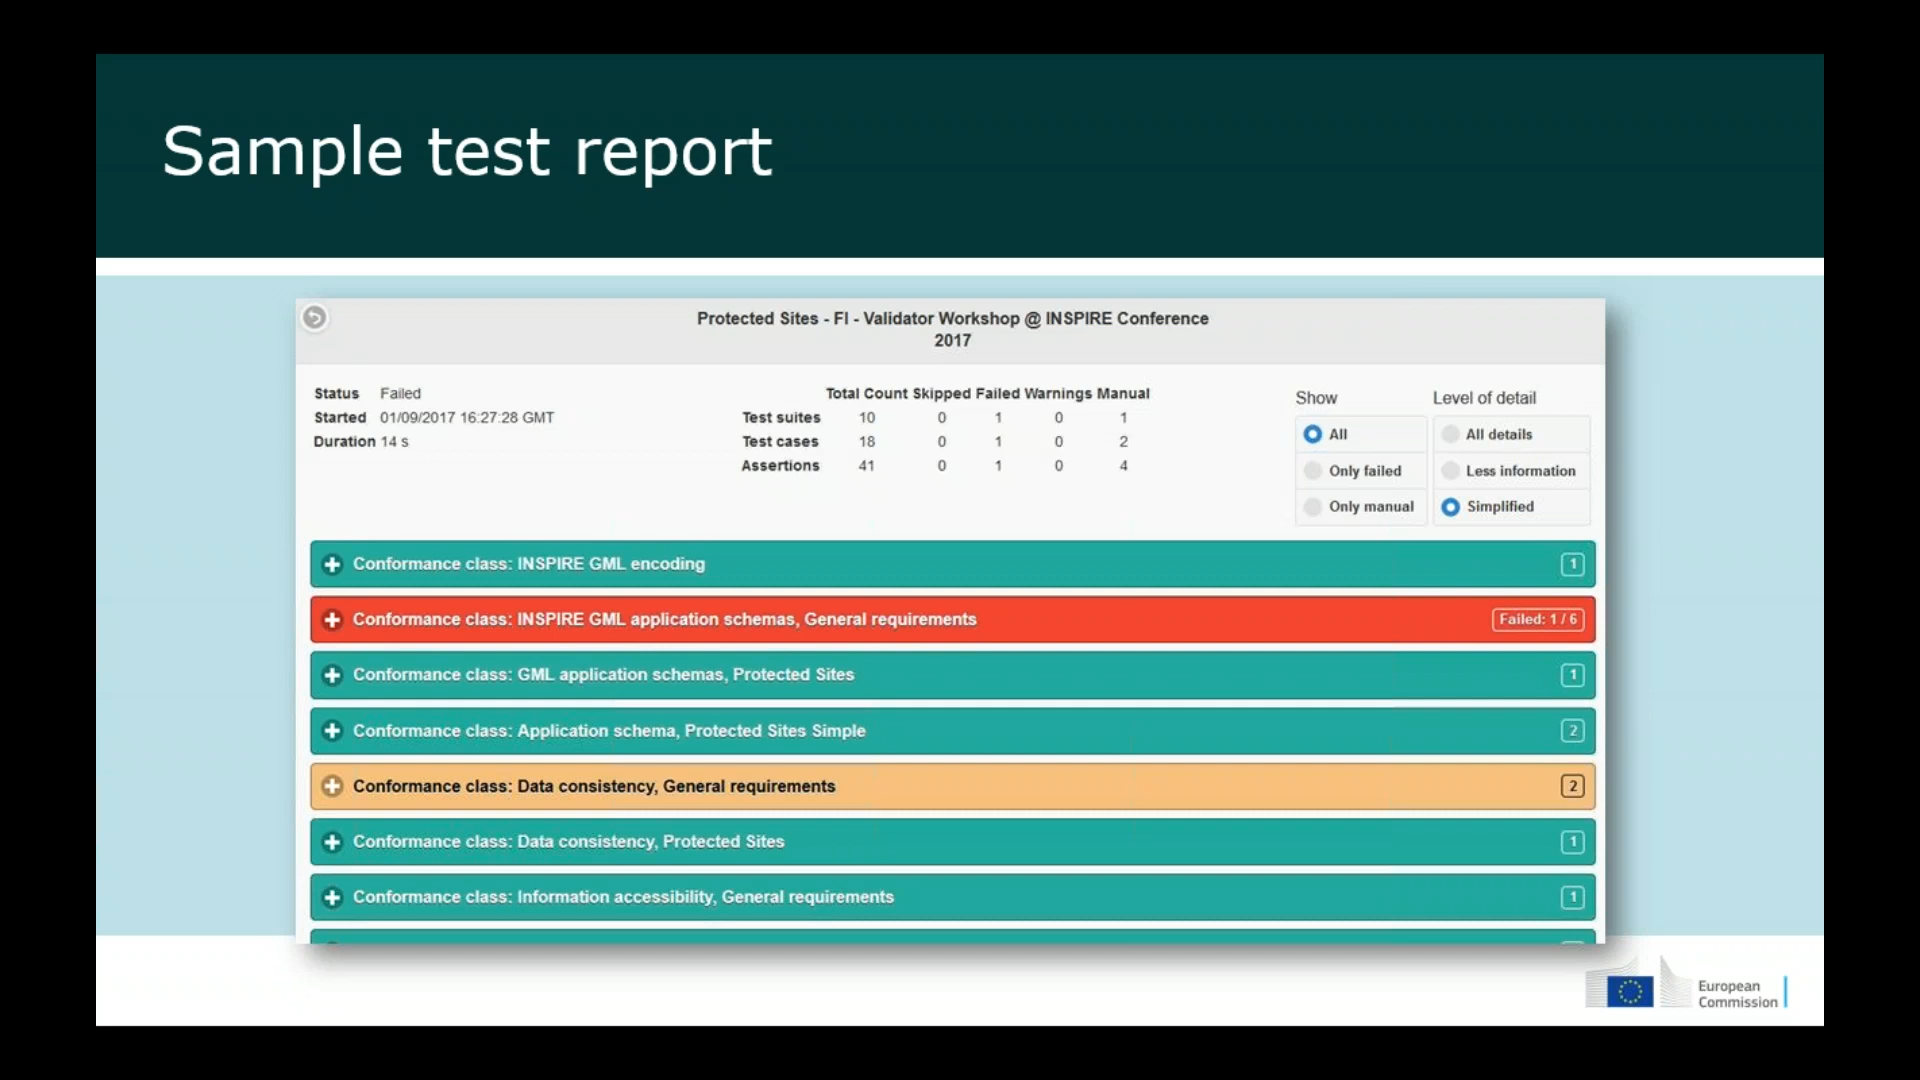 Sample test report
Protected Sites - FI - Validator Workshop @ INSPIRE Conference
2017
Status Failed
Started 01/09/2017 16:27:28 GMT
Duration 14 s
Total Count Skipped Failed Warnings Manual
Test suites 10 0 1 0 1
Test cases 18 0 1 0 2
Assertions 41 0 1 0 4
Show
All
Only failed
Only manual
Level of detail
All details
Less information
Simplified
Conformance class: INSPIRE GML encoding 1
Conformance class: INSPIRE GML application schemas, General requirements Failed: 1 / 6
Conformance class: GML application schemas, Protected Sites 1
Conformance class: Application schema, Protected Sites Simple 2
Conformance class: Data consistency, General requirements 2
Conformance class: Data consistency, Protected Sites 1
Conformance class: Information accessibility, General requirements 1
European
Commission